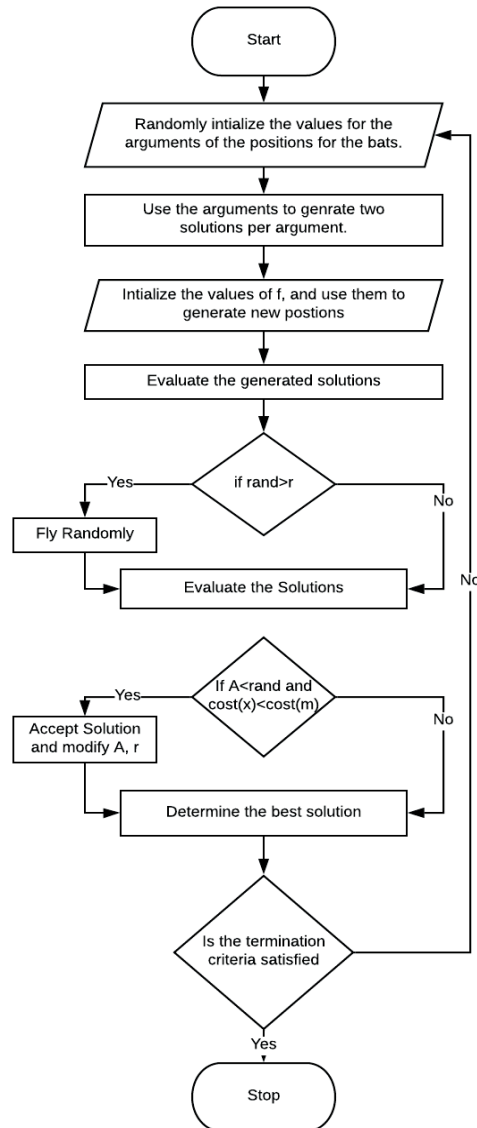 Start
Randomly intialize the values for the
arguments of the positions for the bats.
Use the arguments to genrate two
solutions per argument.
Intialize the values of f, and use them to
generate new postions
Evaluate the generated solutions
if rand>r
Yes
No
Fly Randomly
Evaluate the Solutions
No
If A<rand and
cost(x)<cost(m)
Yes
No
Accept Solution
and modify A, r
Determine the best solution
Is the termination
criteria satisfied
Yes
Stop